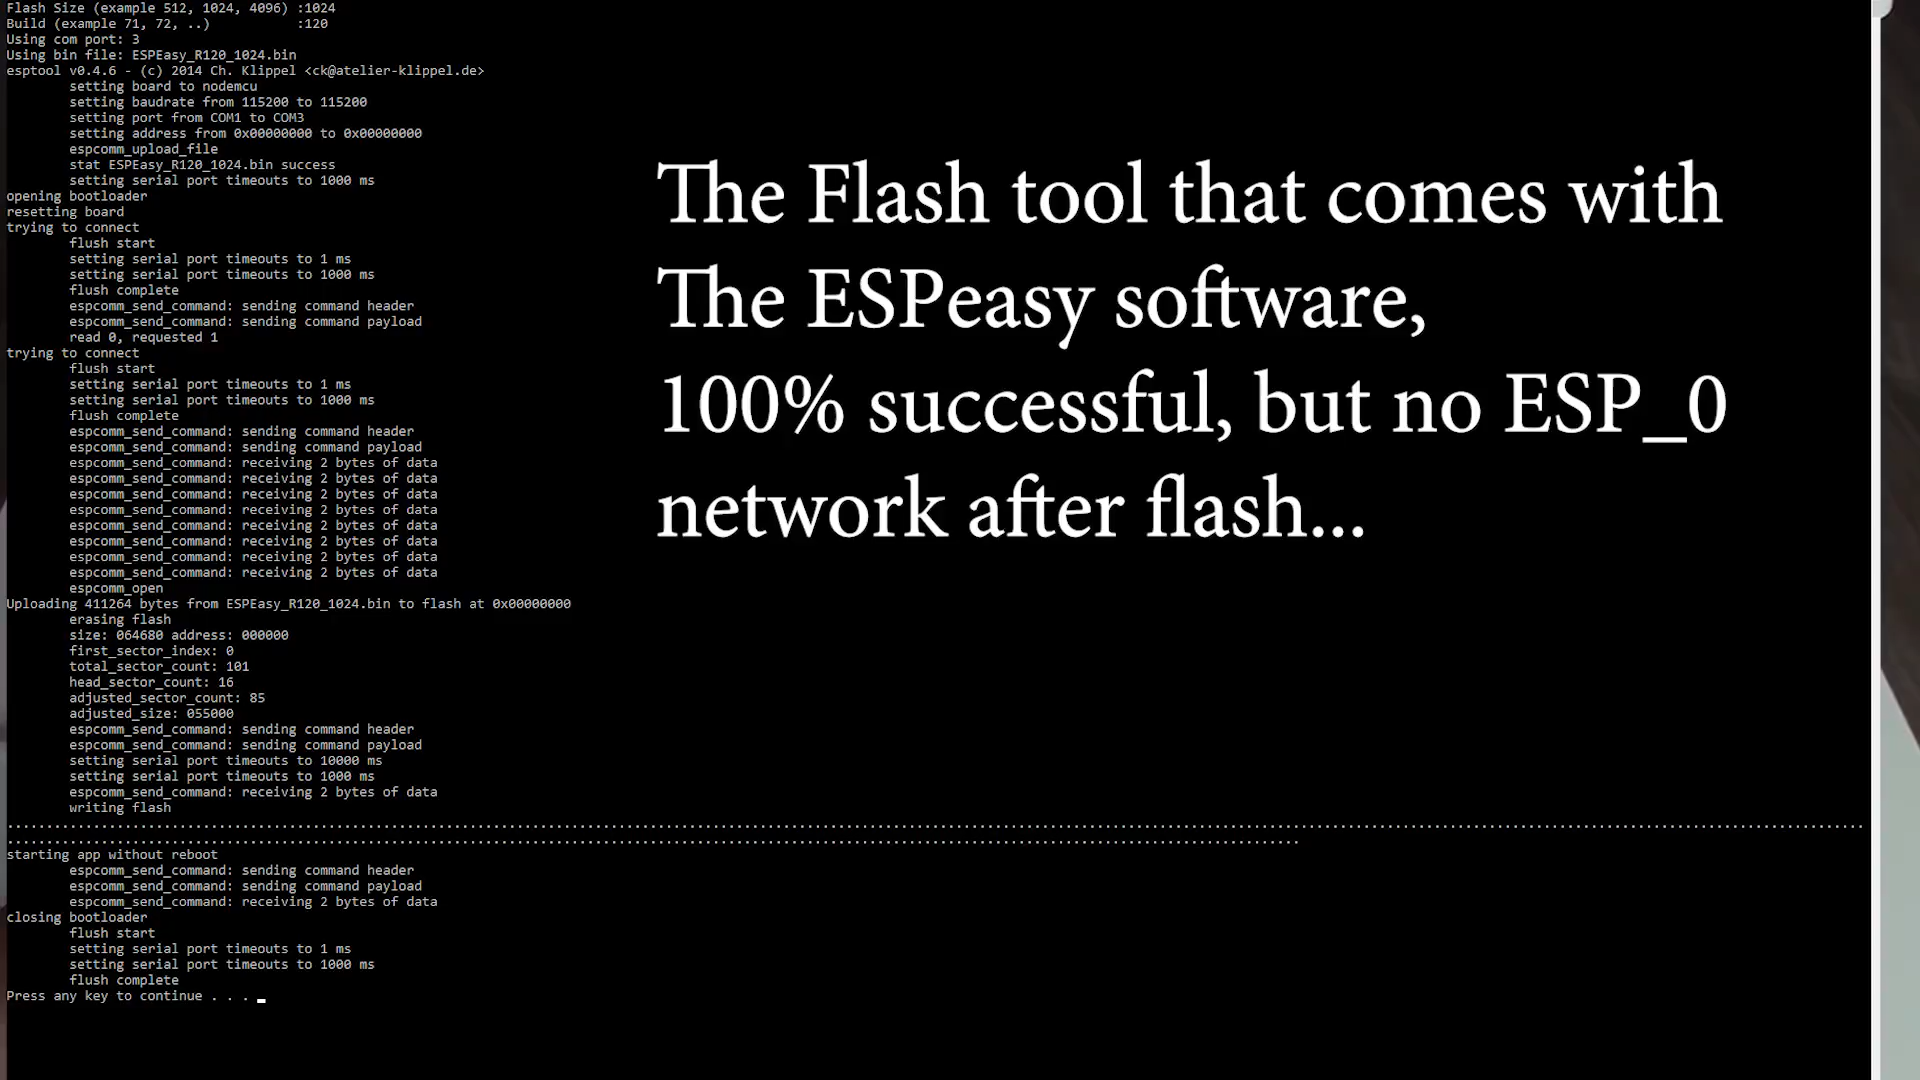 Flash Size (example 512, 1024, 4096) :1024
Build (example 71, 72, ..)           :120
Using com port: 3
Using bin file: ESPEasy_R120_1024.bin
esptool v0.4.6 - (c) 2014 Ch. Klippel <ck@atelier-klippel.de>
setting board to nodemcu
setting baudrate from 115200 to 115200
setting port from COM1 to COM3
setting address from 0x00000000 to 0x00000000
espcomm_upload_file
stat ESPEasy_R120_1024.bin success
setting serial port timeouts to 1000 ms
opening bootloader
resetting board
trying to connect
flush start
setting serial port timeouts to 1 ms
setting serial port timeouts to 1000 ms
flush complete
espcomm_send_command: sending command header
espcomm_send_command: sending command payload
read 0, requested 1
trying to connect
flush start
setting serial port timeouts to 1 ms
setting serial port timeouts to 1000 ms
flush complete
espcomm_send_command: sending command header
espcomm_send_command: sending command payload
espcomm_send_command: receiving 2 bytes of data
espcomm_send_command: receiving 2 bytes of data
espcomm_send_command: receiving 2 bytes of data
espcomm_send_command: receiving 2 bytes of data
espcomm_send_command: receiving 2 bytes of data
espcomm_send_command: receiving 2 bytes of data
espcomm_send_command: receiving 2 bytes of data
espcomm_send_command: receiving 2 bytes of data
espcomm_open
Uploading 411264 bytes from ESPEasy_R120_1024.bin to flash at 0x00000000
erasing flash
size: 064680 address: 000000
first_sector_index: 0
total_sector_count: 101
head_sector_count: 16
adjusted_sector_count: 85
adjusted_size: 055000
espcomm_send_command: sending command header
espcomm_send_command: sending command payload
setting serial port timeouts to 10000 ms
setting serial port timeouts to 1000 ms
espcomm_send_command: receiving 2 bytes of data
writing flash
starting app without reboot
espcomm_send_command: sending command header
espcomm_send_command: sending command payload
espcomm_send_command: receiving 2 bytes of data
closing bootloader
flush start
setting serial port timeouts to 1 ms
setting serial port timeouts to 1000 ms
flush complete
Press any key to continue . . .
The Flash tool that comes with
The ESPeasy software,
100% successful, but no ESP_0
network after flash...